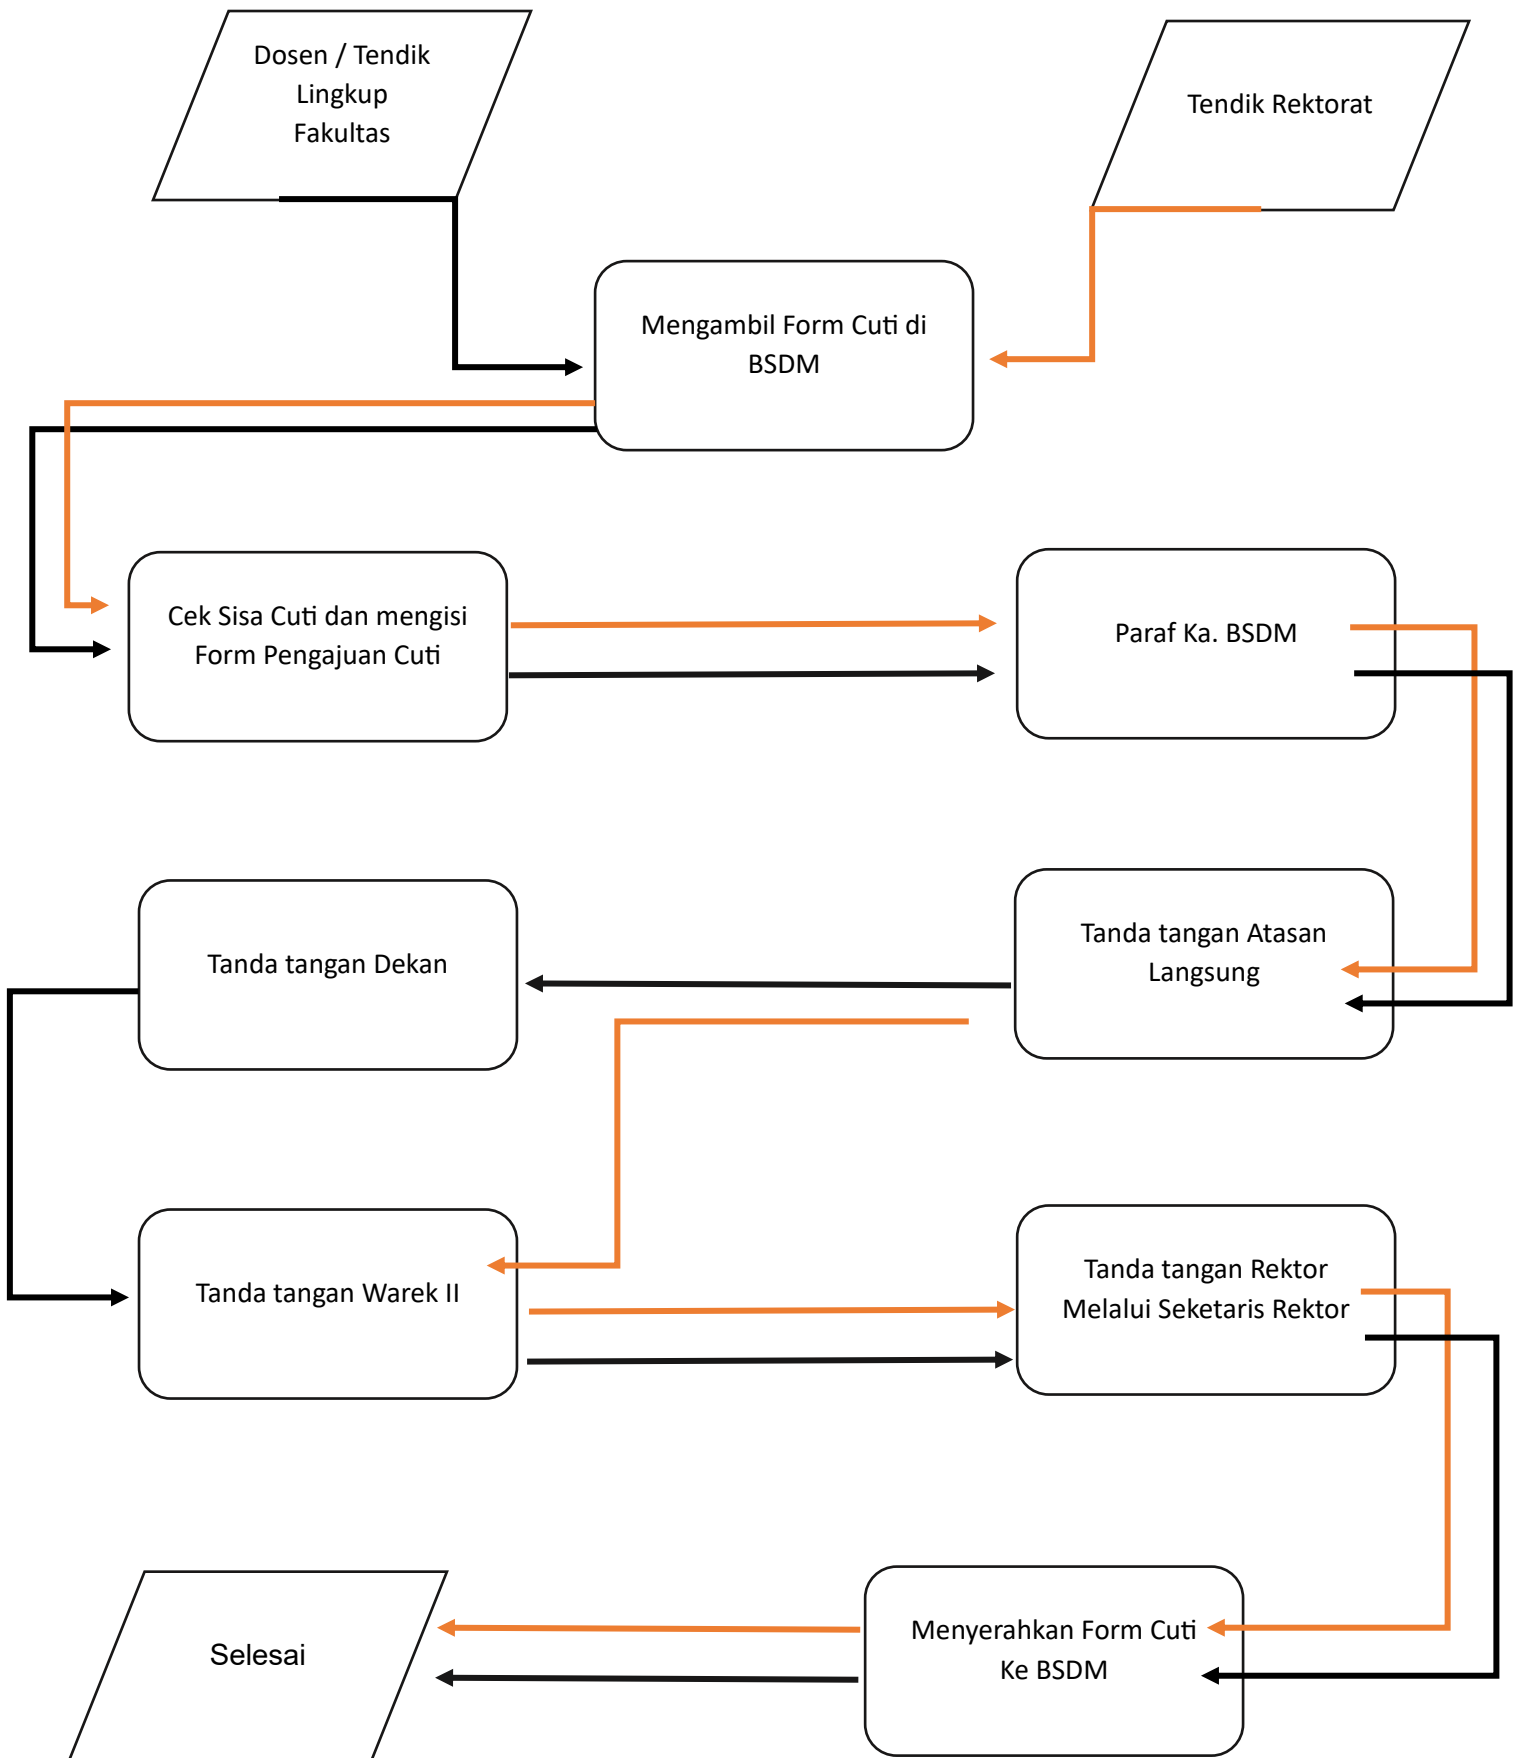 Dosen / Tendik
Lingkup
Fakultas
Tendik Rektorat
Mengambil Form Cuti di
BSDM
Cek Sisa Cuti dan mengisi
Form Pengajuan Cuti
Paraf Ka. BSDM
Tanda tangan Dekan
Tanda tangan Atasan
Langsung
Tanda tangan Warek II
Tanda tangan Rektor
Melalui Seketaris Rektor
Selesai
Menyerahkan Form Cuti
Ke BSDM